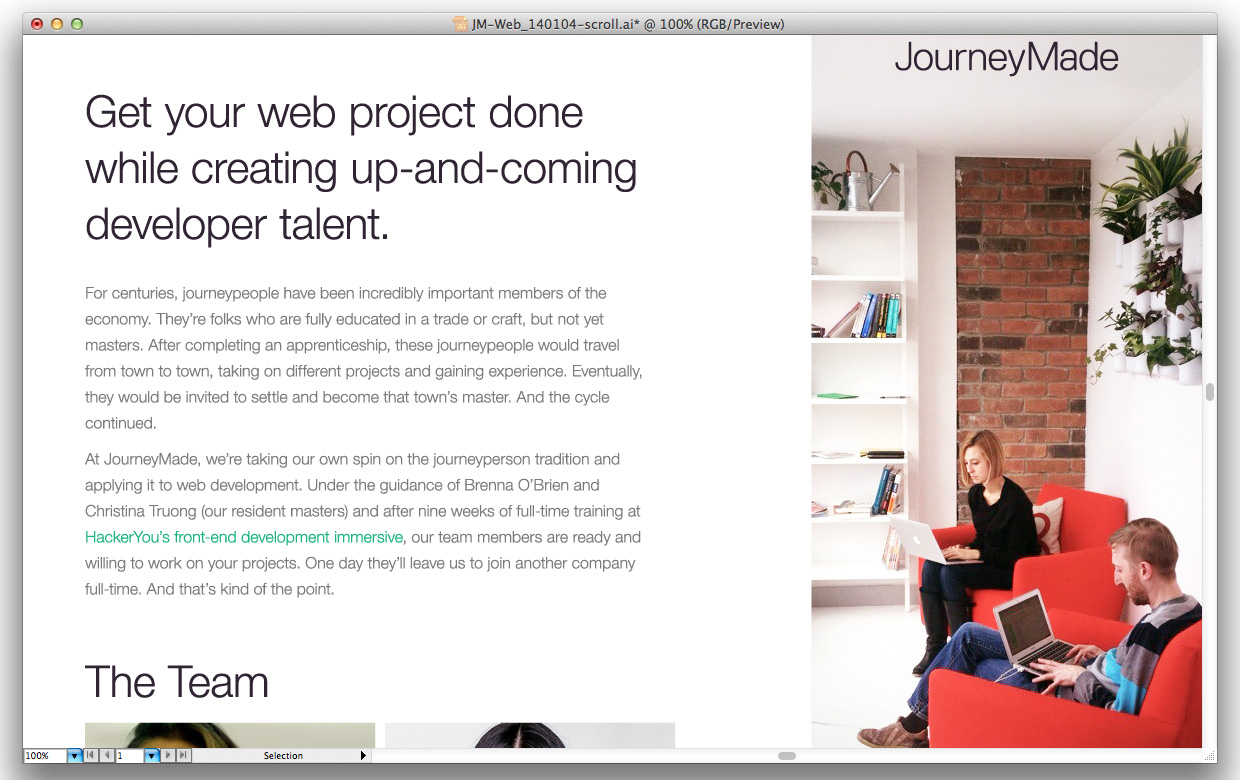 JM-Web_140104-scroll.ai* @ 100% (RGB/Preview)
JourneyMade
Get your web project done
while creating up-and-coming
developer talent.
For centuries, journeypeople have been incredibly important members of the
economy. They’re folks who are fully educated in a trade or craft, but not yet
masters. After completing an apprenticeship, these journeypeople would travel
from town to town, taking on different projects and gaining experience. Eventually,
they would be invited to settle and become that town’s master. And the cycle
continued.
At JourneyMade, we’re taking our own spin on the journeyperson tradition and
applying it to web development. Under the guidance of Brenna O’Brien and
Christina Truong (our resident masters) and after nine weeks of full-time training at
HackerYou’s front-end development immersive, our team members are ready and
willing to work on your projects. One day they’ll leave us to join another company
full-time. And that’s kind of the point.
The Team
100%
1
Selection